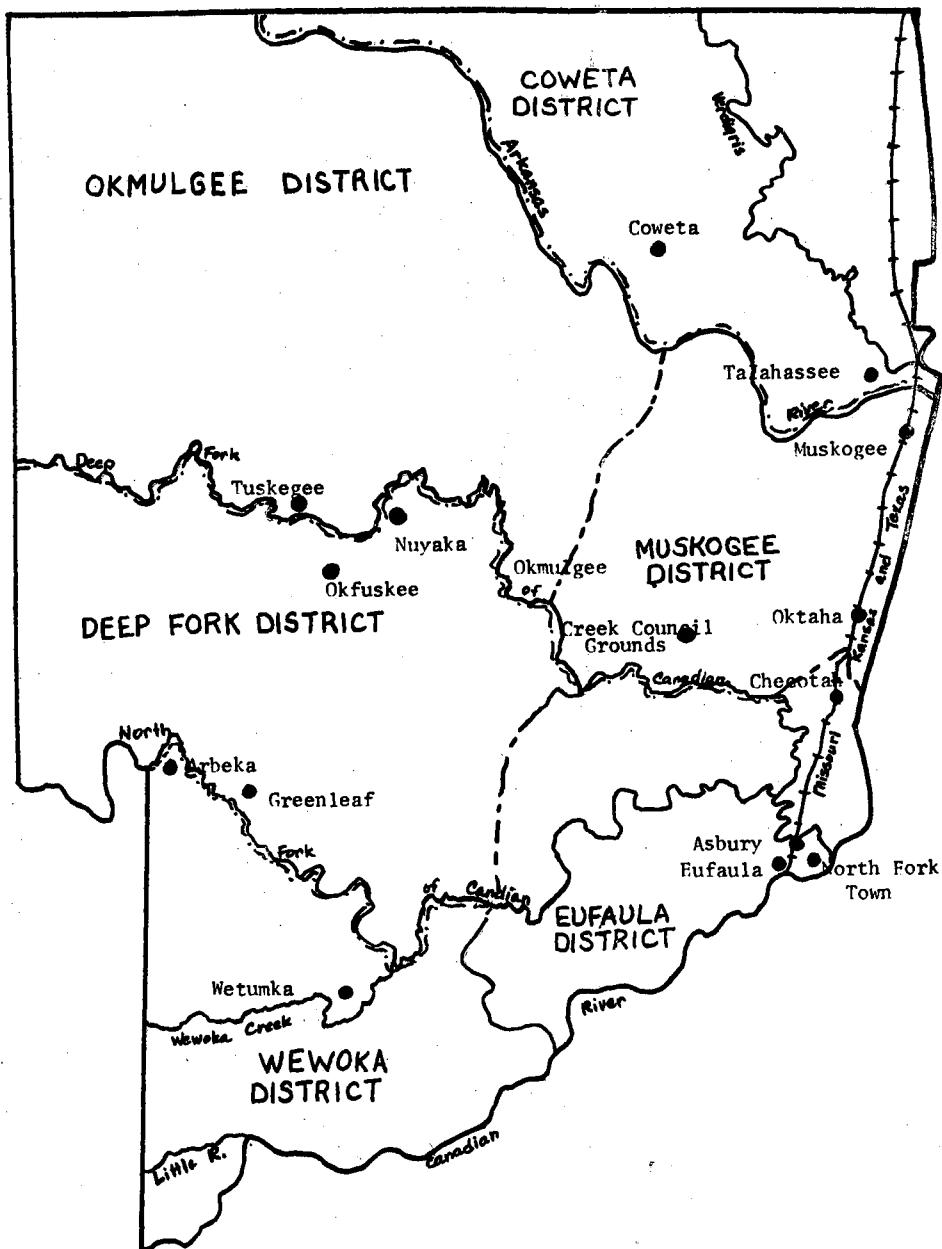 COWETA
DISTRICT
Verdigris
Arkansas
OKMULGEE DISTRICT
Coweta
Talahassee
River
Muskogee
Deep Fork
Tuskegee
Nuyaka
Okmulgee
of
Okfuskee
MUSKOGEE
DISTRICT
Missouri Kansas and Texas
DEEP FORK DISTRICT
Creek Council
Grounds
Oktaha
Canadian
Checotah
North
Arbeka
Greenleaf
Fork
of Candian
Asbury
Eufaula
North Fork
Town
EUFAULA
DISTRICT
Wetumka
Wewoka Creek
River
WEWOKA
DISTRICT
Canadian
Little R.